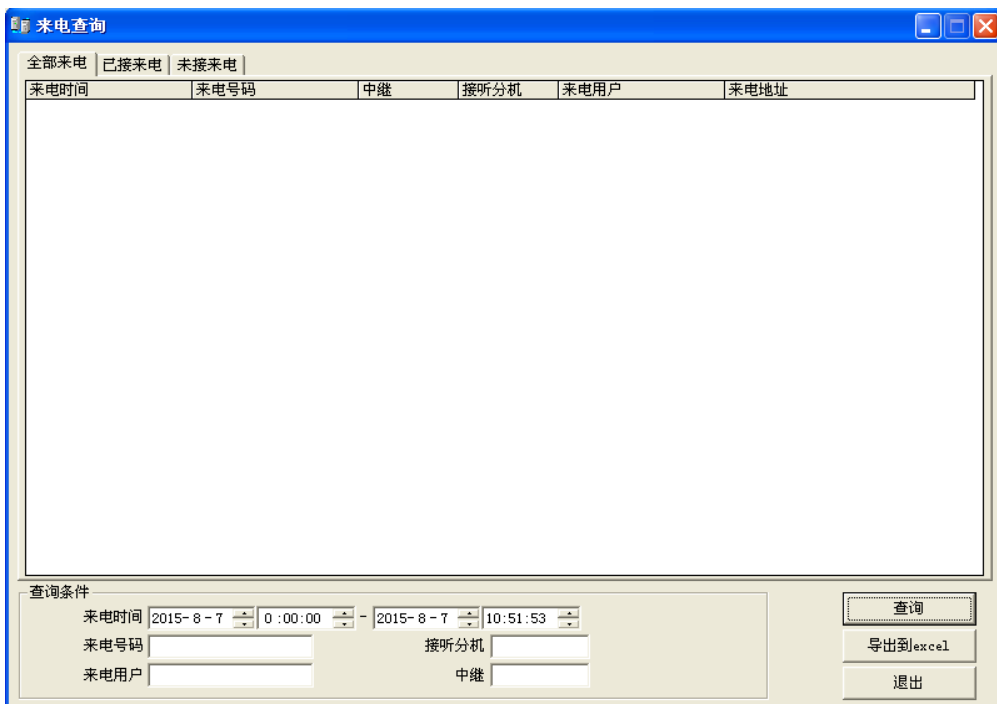 来电查询
全部来电 已接来电 未接来电
来电时间 来电号码 中继 接听分机 来电用户 来电地址
查询条件
来电时间 2015-8-7 0:00:00 - 2015-8-7 10:51:53
查询
来电号码 接听分机
导出到excel
来电用户 中继
退出